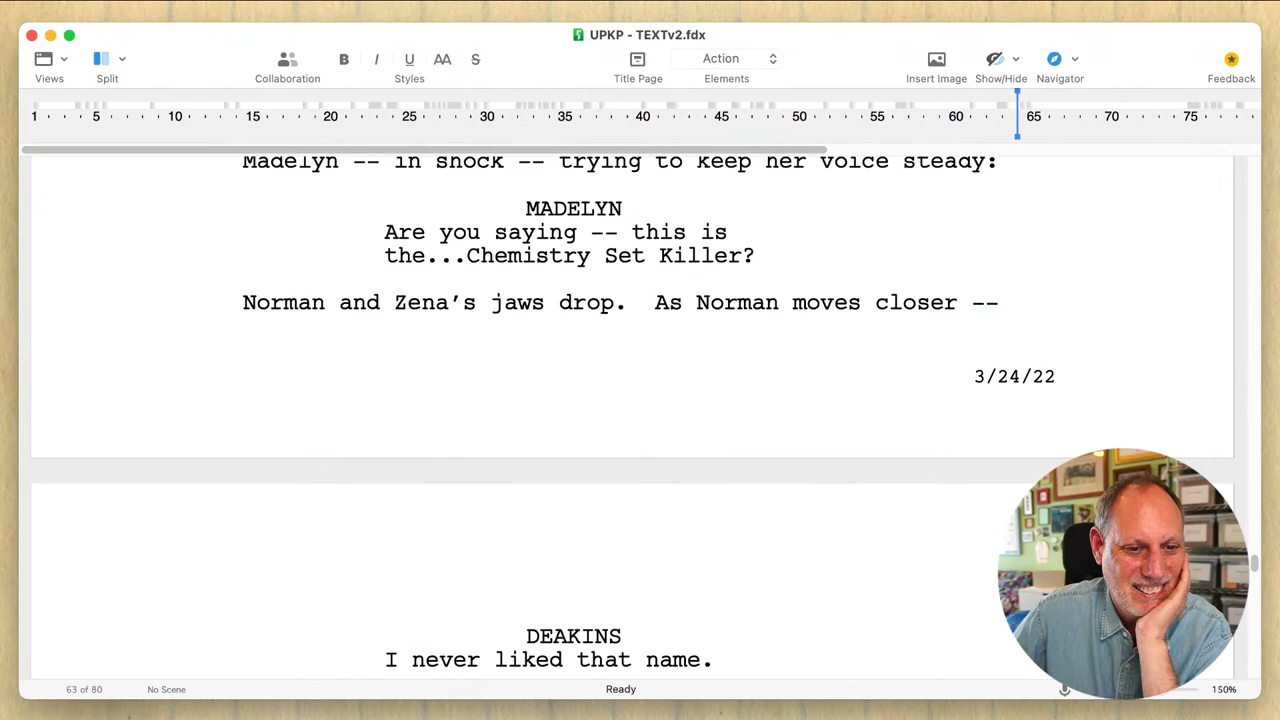 UPKP - TEXTv2.fdx
B I U AA S
Action
Views Split Collaboration Styles Title Page Elements Insert Image Show/Hide Navigator Feedback
1 5 10 15 20 25 30 35 40 45 50 55 60 65 70 75
Madelyn -- in shock -- trying to keep her voice steady:
MADELYN
Are you saying -- this is
the...Chemistry Set Killer?
Norman and Zena’s jaws drop.  As Norman moves closer --
3/24/22
DEAKINS
I never liked that name.
63 of 80 No Scene Ready 150%